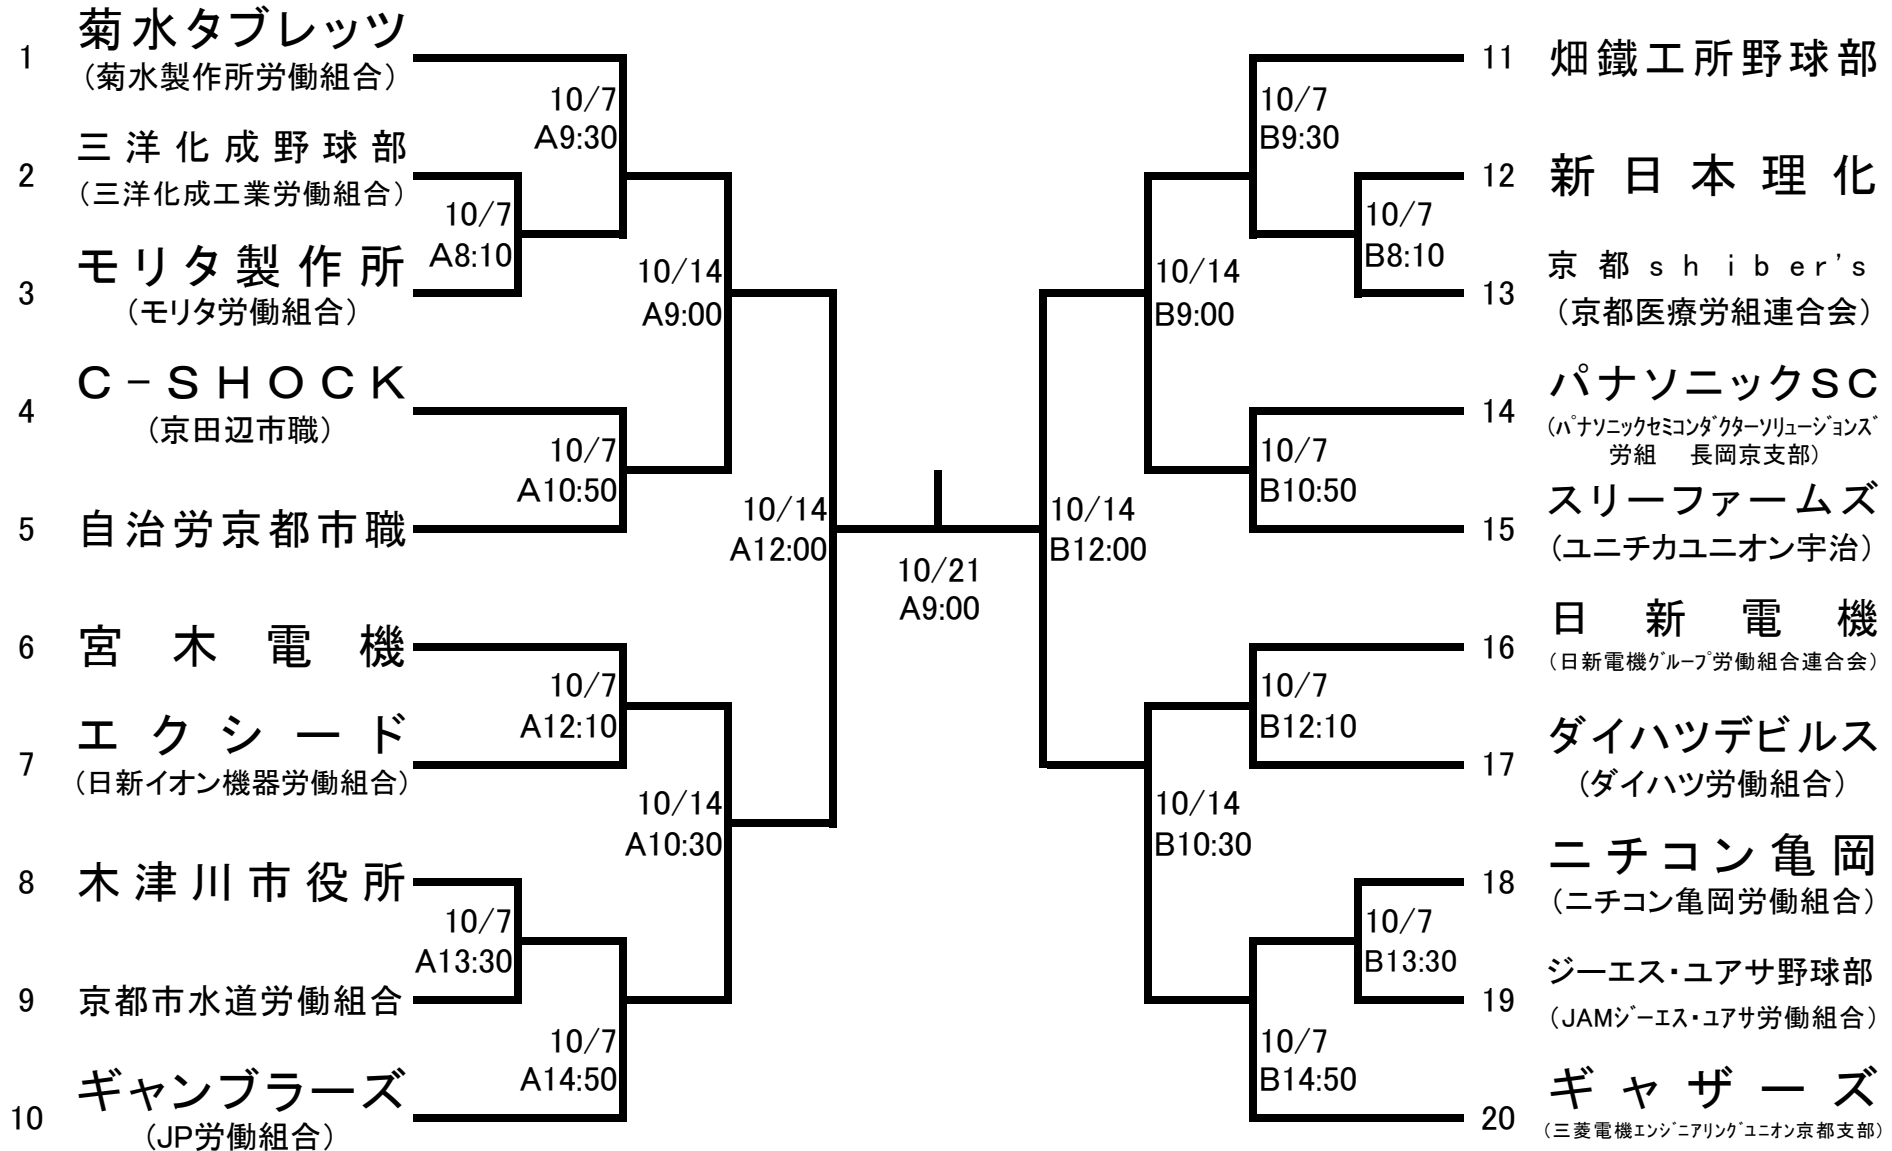 1
菊水タブレッツ
(菊水製作所労働組合)
10/7
A9:30
2
三洋化成野球部
(三洋化成工業労働組合)
10/7
A8:10
3
モリタ製作所
(モリタ労働組合)
10/14
A9:00
4
C-SHOCK
(京田辺市職)
10/7
A10:50
5
自治労京都市職
10/14
A12:00
6
宮木電機
10/7
A12:10
7
エクシード
(日新イオン機器労働組合)
10/14
A10:30
8
木津川市役所
10/7
A13:30
9
京都市水道労働組合
10/7
A14:50
10
ギャンブラーズ
(JP労働組合)
10/21
A9:00
11
畑鐵工所野球部
10/7
B9:30
12
新日本理化
10/7
B8:10
13
京都shiber's
(京都医療労組連合会)
10/14
B9:00
14
パナソニックSC
(ﾊﾟﾅｿﾆｯｸｾﾐｺﾝﾀﾞｸﾀｰｿﾘｭｰｼﾞｮﾝｽﾞ
労組 長岡京支部)
10/7
B10:50
15
スリーファームズ
(ユニチカユニオン宇治)
10/14
B12:00
16
日新電機
(日新電機ｸﾞﾙｰﾌﾟ労働組合連合会)
10/7
B12:10
17
ダイハツデビルス
(ダイハツ労働組合)
10/14
B10:30
18
ニチコン亀岡
(ニチコン亀岡労働組合)
10/7
B13:30
19
ジーエス・ユアサ野球部
(JAMｼﾞｰｴｽ・ﾕｱｻ労働組合)
10/7
B14:50
20
ギャザーズ
(三菱電機ｴﾝｼﾞﾆｱﾘﾝｸﾞﾕﾆｵﾝ京都支部)